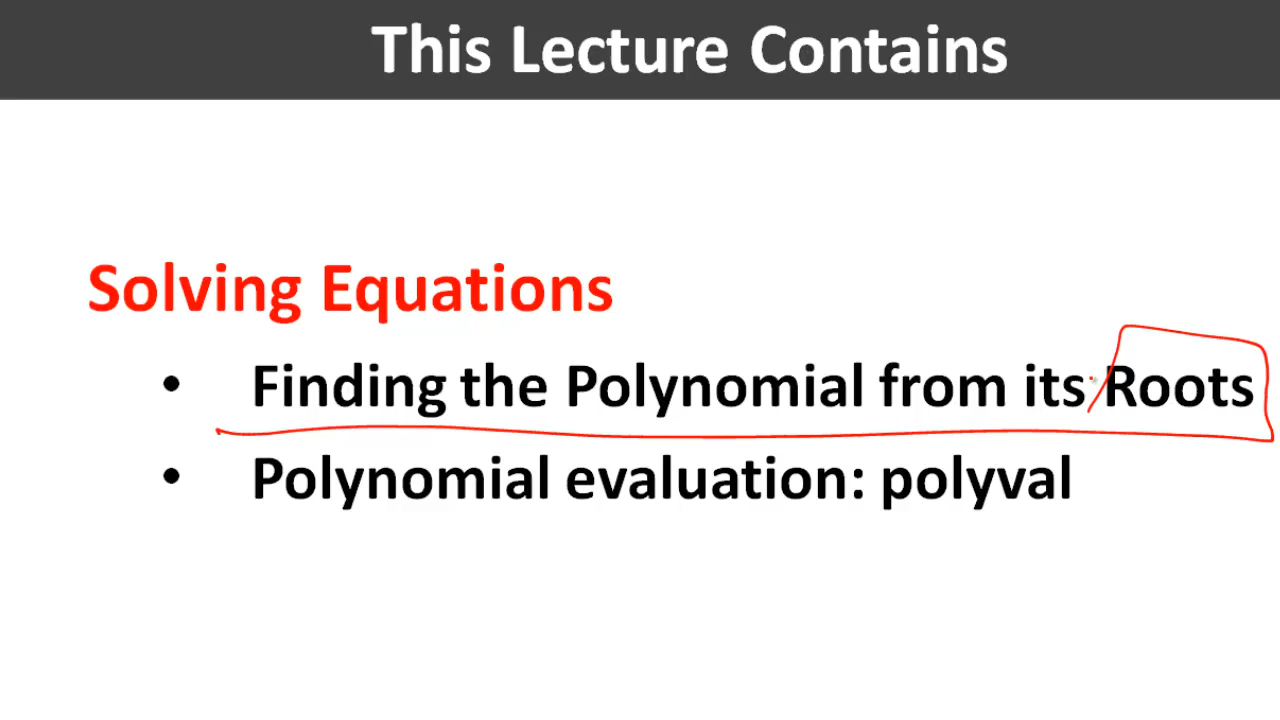 This Lecture Contains
Solving Equations
• Finding the Polynomial from its Roots
• Polynomial evaluation: polyval